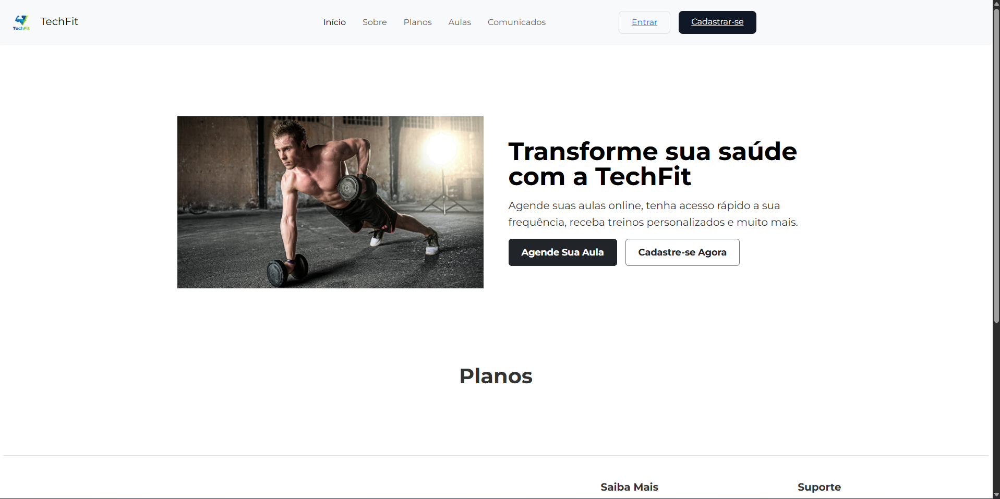 TechFit
TechFit
Início
Sobre
Planos
Aulas
Comunicados
Entrar
Cadastrar-se
Transforme sua saúde
com a TechFit
Agende suas aulas online, tenha acesso rápido a sua
frequência, receba treinos personalizados e muito mais.
Agende Sua Aula
Cadastre-se Agora
Planos
Saiba Mais
Suporte